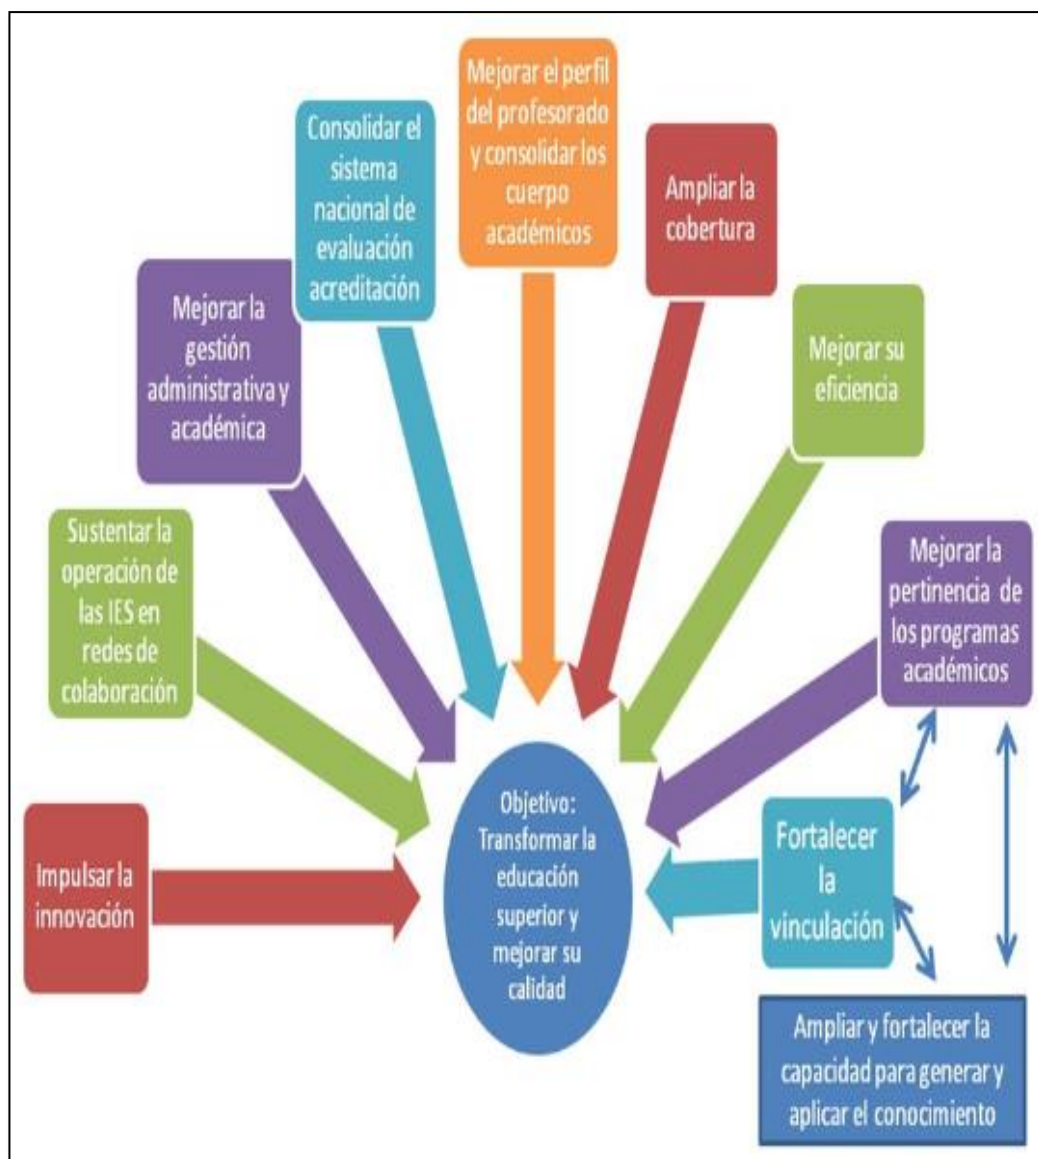 Mejorar el perfil
del profesorado
y consolidar los
cuerpo
académicos
Consolidar el
sistema
nacional de
evaluación
acreditación
Ampliar la
cobertura
Mejorar la
gestión
administrativa y
académica
Mejorar su
eficiencia
Sustentar la
operación de
las IES en
redes de
colaboración
Mejorar la
pertinencia de
los programas
académicos
Impulsar la
innovación
Objetivo:
Transformar la
educación
superior y
mejorar su
calidad
Fortalecer
la
vinculación
Ampliar y fortalecer la
capacidad para generar y
aplicar el conocimiento